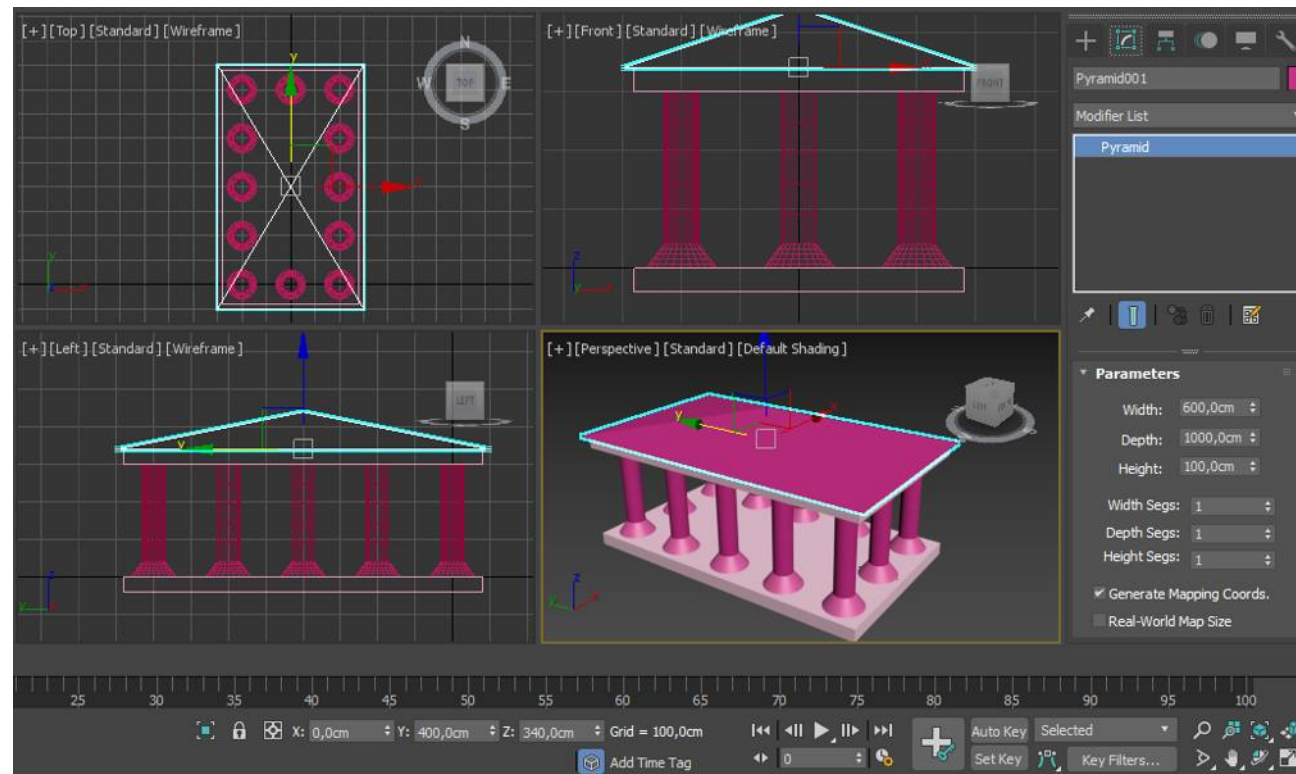 [+] [Top] [Standard] [Wireframe]
N
W
TOP
E
S
y
x
y
[+] [Front] [Standard] [Wireframe]
FRONT
z
y
Pyramid001
Modifier List
Pyramid
[+] [Left] [Standard] [Wireframe]
LEFT
y
z
y
[+] [Perspective] [Standard] [Default Shading]
y
x
z
y
x
Parameters
Width: 600,0cm
Depth: 1000,0cm
Height: 100,0cm
Width Segs: 1
Depth Segs: 1
Height Segs: 1
Generate Mapping Coords.
Real-World Map Size
25 30 35 40 45 50 55 60 65 70 75 80 85 90 95 100
X: 0,0cm Y: 400,0cm Z: 340,0cm Grid = 100,0cm Auto Key Selected
Add Time Tag 0 Set Key Key Filters...